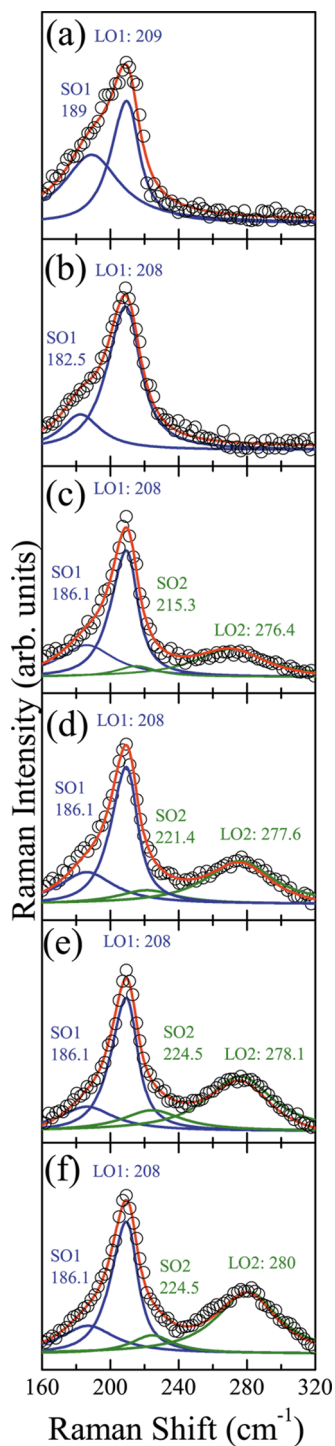 (a)
LO1: 209
SO1
189
(b)
LO1: 208
SO1
182.5
(c)
LO1: 208
SO1
186.1
SO2
215.3
LO2: 276.4
(d)
LO1: 208
SO1
186.1
SO2
221.4
LO2: 277.6
(e)
LO1: 208
SO1
186.1
SO2
224.5
LO2: 278.1
(f)
LO1: 208
SO1
186.1
SO2
224.5
LO2: 280
Raman Intensity (arb. units)
160 200 240 280 320
Raman Shift (cm⁻¹)